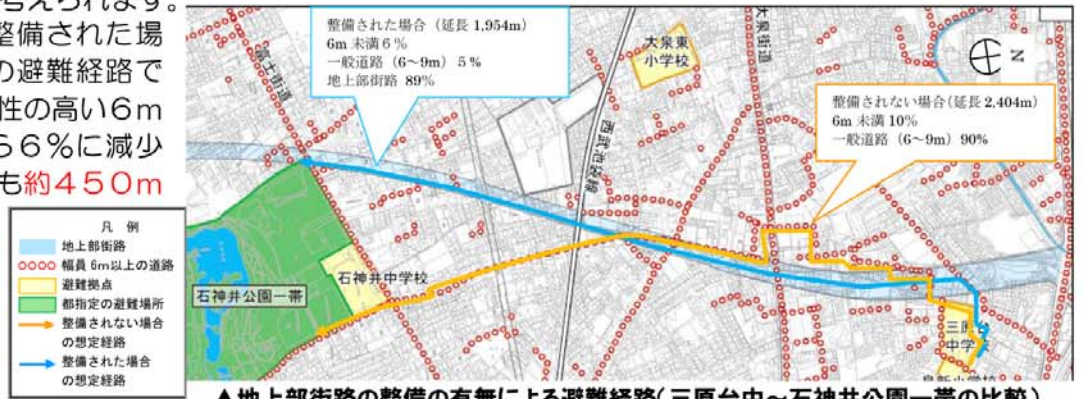 考えられます。
整備された場
の避難経路で
性の高い6m
ら6%に減少
も約450m
整備された場合（延長 1,954m）
6m 未満 6%
一般道路（6～9m） 5%
地上部街路 89%
富士街道
大泉東
小学校
大泉街道
N
西武池袋線
整備されない場合（延長 2,404m）
6m 未満 10%
一般道路（6～9m） 90%
石神井中学校
石神井公園一帯
三原台
中学
凡 例
地上部街路
幅員 6m以上の道路
避難拠点
都指定の避難場所
整備されない場合
の想定経路
整備された場合
の想定経路
▲地上部街路の整備の有無による避難経路（三原台中～石神井公園一帯の比較）